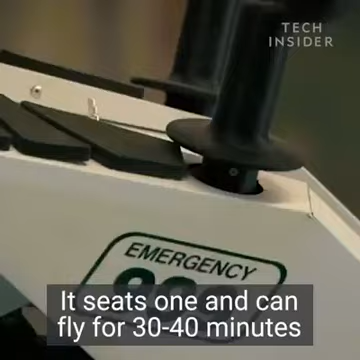 TECH
INSIDER
EMERGENCY
It seats one and can
fly for 30-40 minutes